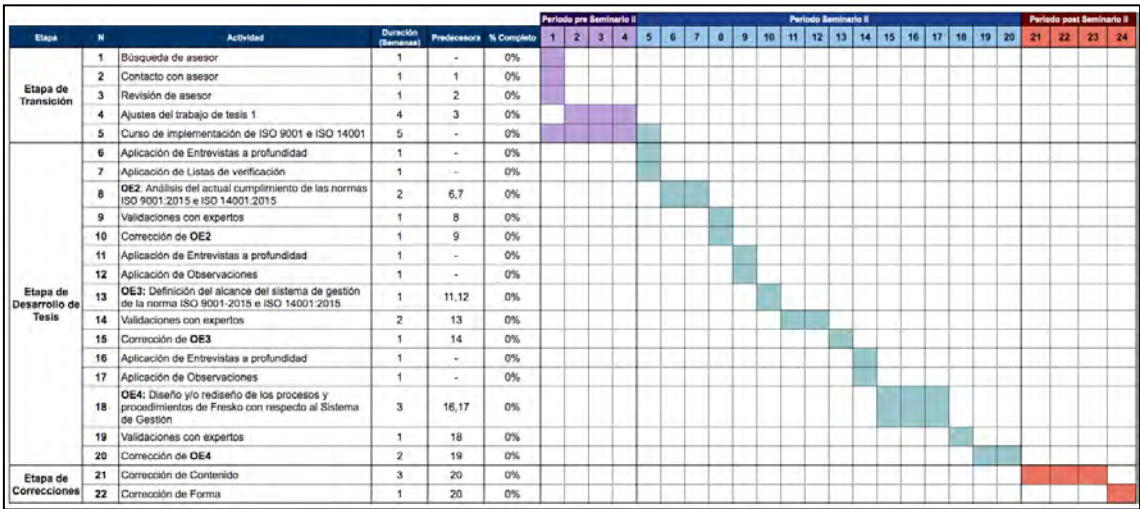 Periodo pre Seminario II Periodo Seminario II Periodo post Seminario II
Etapa N Actividad Duración (Semanas) Predecesora % Completo 1 2 3 4 5 6 7 8 9 10 11 12 13 14 15 16 17 18 19 20 21 22 23 24
Etapa de Transición
1 Búsqueda de asesor 1 - 0%
2 Contacto con asesor 1 1 0%
3 Revisión de asesor 1 2 0%
4 Ajustes del trabajo de tesis 1 4 3 0%
5 Curso de implementación de ISO 9001 e ISO 14001 5 - 0%
Etapa de Desarrollo de Tesis
6 Aplicación de Entrevistas a profundidad 1 - 0%
7 Aplicación de Listas de verificación 1 - 0%
8 OE2: Análisis del actual cumplimiento de las normas ISO 9001:2015 e ISO 14001:2015 2 6,7 0%
9 Validaciones con expertos 1 8 0%
10 Corrección de OE2 1 9 0%
11 Aplicación de Entrevistas a profundidad 1 - 0%
12 Aplicación de Observaciones 1 - 0%
13 OE3: Definición del alcance del sistema de gestión de la norma ISO 9001-2015 e ISO 14001:2015 1 11,12 0%
14 Validaciones con expertos 2 13 0%
15 Corrección de OE3 1 14 0%
16 Aplicación de Entrevistas a profundidad 1 - 0%
17 Aplicación de Observaciones 1 - 0%
18 OE4: Diseño y/o rediseño de los procesos y procedimientos de Fresko con respecto al Sistema de Gestión 3 16,17 0%
19 Validaciones con expertos 1 18 0%
20 Corrección de OE4 2 19 0%
Etapa de Correcciones
21 Corrección de Contenido 3 20 0%
22 Corrección de Forma 1 20 0%